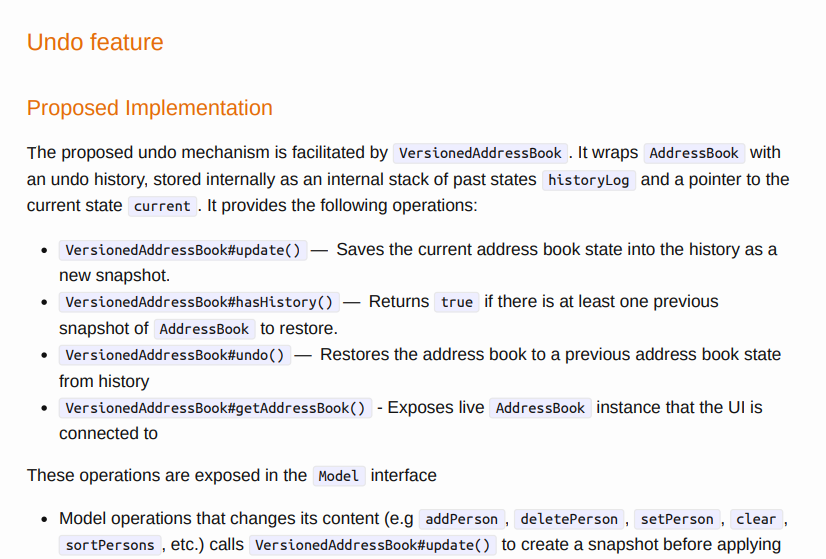 Undo feature
Proposed Implementation
The proposed undo mechanism is facilitated by VersionedAddressBook. It wraps AddressBook with
an undo history, stored internally as an internal stack of past states historyLog and a pointer to the
current state current. It provides the following operations:
• VersionedAddressBook#update() — Saves the current address book state into the history as a
new snapshot.
• VersionedAddressBook#hasHistory() — Returns true if there is at least one previous
snapshot of AddressBook to restore.
• VersionedAddressBook#undo() — Restores the address book to a previous address book state
from history
• VersionedAddressBook#getAddressBook() - Exposes live AddressBook instance that the UI is
connected to
These operations are exposed in the Model interface
• Model operations that changes its content (e.g addPerson, deletePerson, setPerson, clear,
sortPersons, etc.) calls VersionedAddressBook#update() to create a snapshot before applying